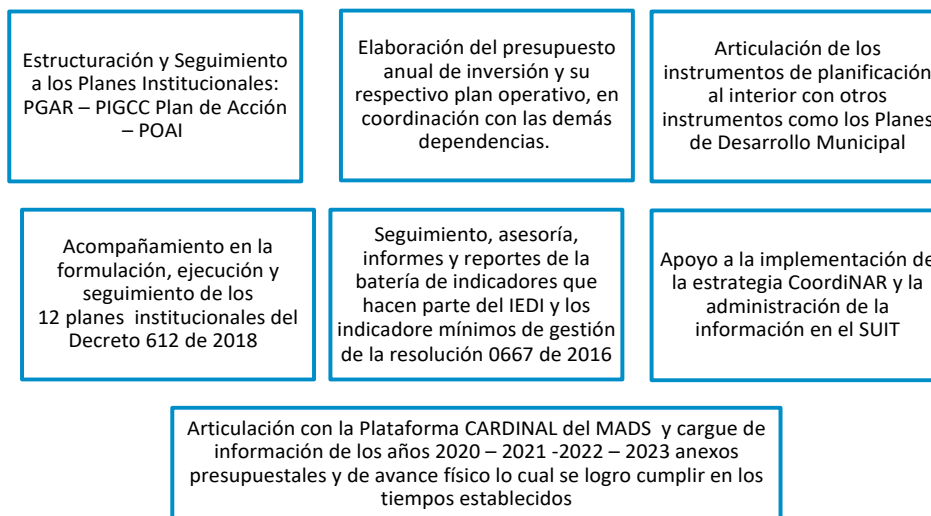 Estructuración y Seguimiento
a los Planes Institucionales:
PGAR – PIGCC Plan de Acción
– POAI
Elaboración del presupuesto
anual de inversión y su
respectivo plan operativo, en
coordinación con las demás
dependencias.
Articulación de los
instrumentos de planificación
al interior con otros
instrumentos como los Planes
de Desarrollo Municipal
Acompañamiento en la
formulación, ejecución y
seguimiento de los
12 planes institucionales del
Decreto 612 de 2018
Seguimiento, asesoría,
informes y reportes de la
batería de indicadores que
hacen parte del IEDI y los
indicadore mínimos de gestión
de la resolución 0667 de 2016
Apoyo a la implementación de
la estrategia CoordiNAR y la
administración de la
información en el SUIT
Articulación con la Plataforma CARDINAL del MADS y cargue de
información de los años 2020 – 2021 -2022 – 2023 anexos
presupuestales y de avance físico lo cual se logro cumplir en los
tiempos establecidos